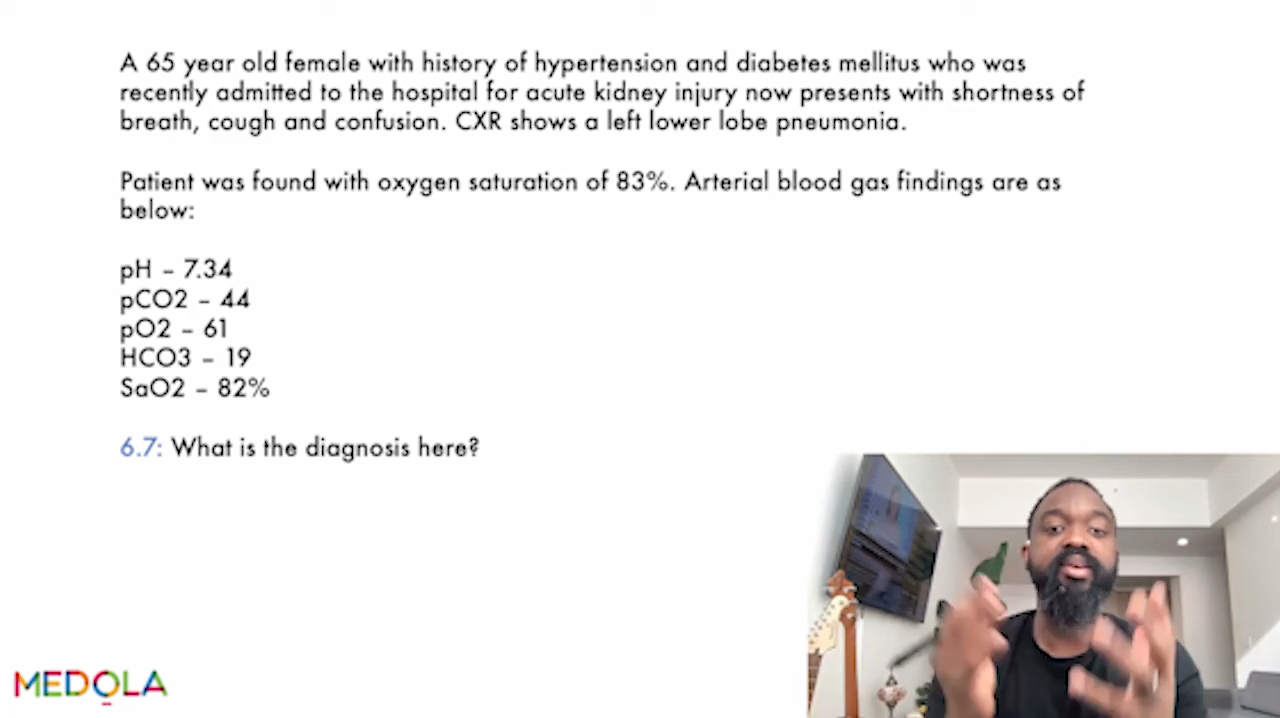 A 65 year old female with history of hypertension and diabetes mellitus who was
recently admitted to the hospital for acute kidney injury now presents with shortness of
breath, cough and confusion. CXR shows a left lower lobe pneumonia.
Patient was found with oxygen saturation of 83%. Arterial blood gas findings are as
below:
pH – 7.34
pCO2 – 44
pO2 – 61
HCO3 – 19
SaO2 – 82%
6.7: What is the diagnosis here?
MEDOLA